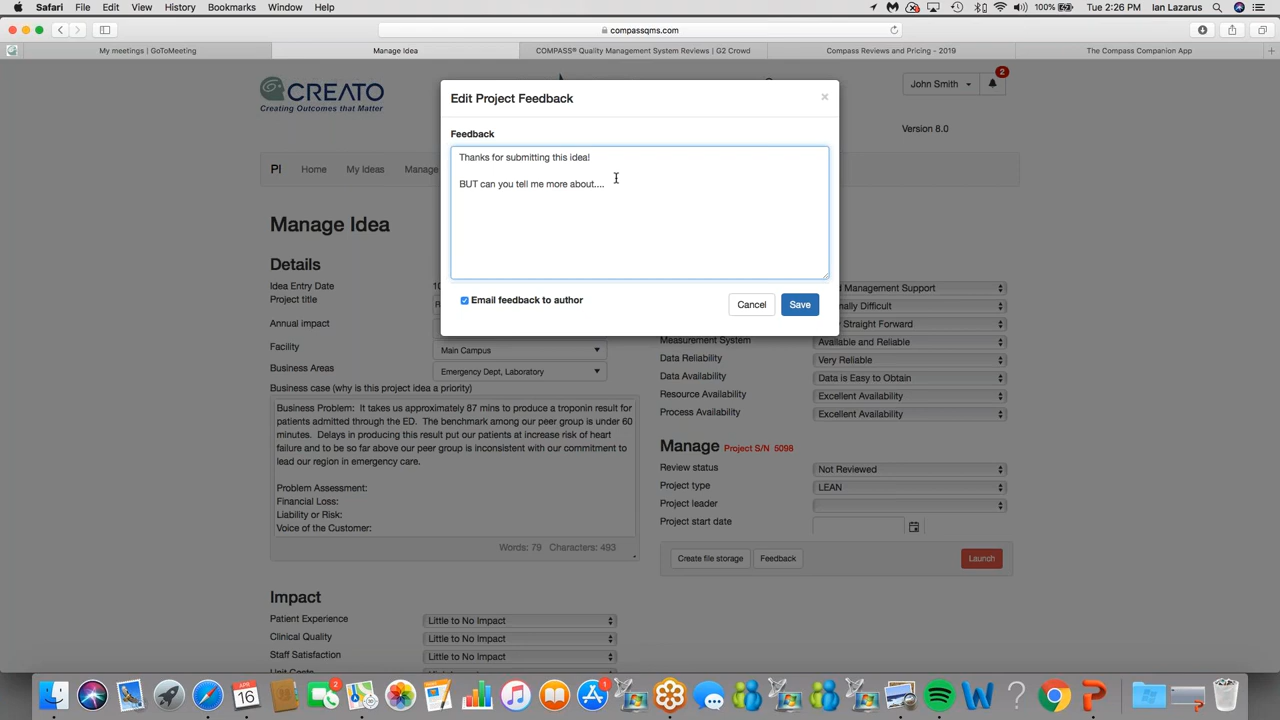 Safari File Edit View History Bookmarks Window Help 100% Tue 2:26 PM Ian Lazarus
compassqms.com
My meetings | GoToMeeting Manage Idea COMPASS® Quality Management System Reviews | G2 Crowd Compass Reviews and Pricing - 2019 The Compass Companion App
CREATO
Creating Outcomes that Matter
John Smith 2
Version 8.0
PI Home My Ideas Manage
Edit Project Feedback ×
Feedback
Thanks for submitting this idea!
BUT can you tell me more about....
Email feedback to author Cancel Save
Manage Idea
Details
Idea Entry Date
Project title
Annual impact
Facility Main Campus
Business Areas Emergency Dept, Laboratory
Business case (why is this project idea a priority)
Business Problem: It takes us approximately 87 mins to produce a troponin result for
patients admitted through the ED. The benchmark among our peer group is under 60
minutes. Delays in producing this result put our patients at increase risk of heart
failure and to be so far above our peer group is inconsistent with our commitment to
lead our region in emergency care.
Problem Assessment:
Financial Loss:
Liability or Risk:
Voice of the Customer:
Words: 79 Characters: 493
Impact
Patient Experience Little to No Impact
Clinical Quality Little to No Impact
Staff Satisfaction Little to No Impact
Management Support
Difficult
Straight Forward
Measurement System Available and Reliable
Data Reliability Very Reliable
Data Availability Data is Easy to Obtain
Resource Availability Excellent Availability
Process Availability Excellent Availability
Manage Project S/N 5098
Review status Not Reviewed
Project type LEAN
Project leader
Project start date
Create file storage Feedback Launch
APR
16
2
1